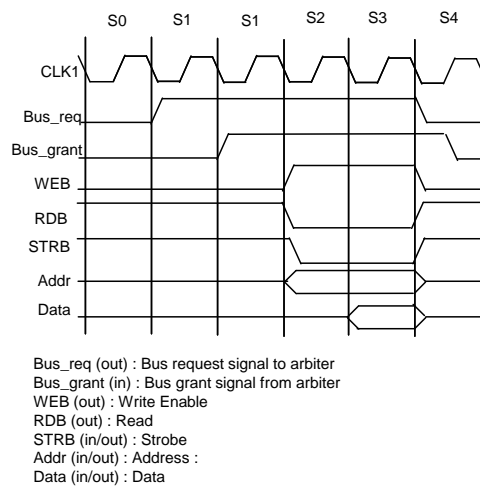 S0 S1 S1 S2 S3 S4
CLK1
Bus_req
Bus_grant
WEB
RDB
STRB
Addr
Data
Bus_req (out) : Bus request signal to arbiter
Bus_grant (in) : Bus grant signal from arbiter
WEB (out) : Write Enable
RDB (out) : Read
STRB (in/out) : Strobe
Addr (in/out) : Address :
Data (in/out) : Data